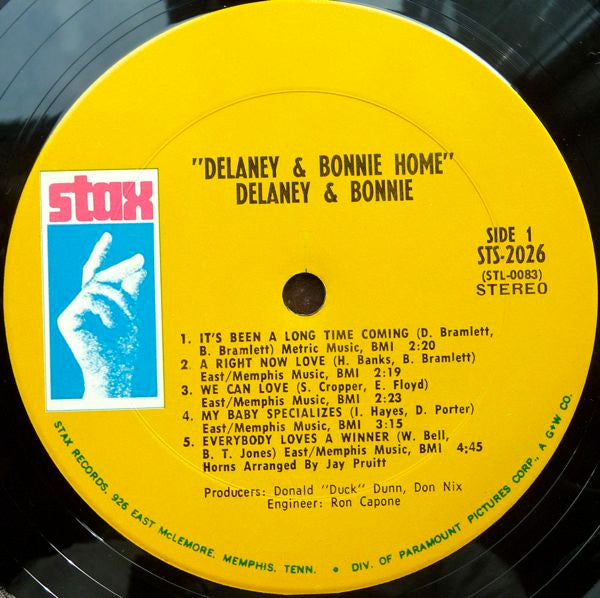 "DELANEY & BONNIE HOME"
DELANEY & BONNIE
stax
SIDE 1
STS-2026
(STL-0083)
STEREO
1. IT'S BEEN A LONG TIME COMING (D. Bramlett,
B. Bramlett) Metric Music, BMI 2:20
2. A RIGHT NOW LOVE (H. Banks, B. Bramlett)
East/Memphis Music, BMI 2:19
3. WE CAN LOVE (S. Cropper, E. Floyd)
East/Memphis Music, BMI 2:23
4. MY BABY SPECIALIZES (I. Hayes, D. Porter)
East/Memphis Music, BMI 3:15
5. EVERYBODY LOVES A WINNER (W. Bell,
B. T. Jones) East/Memphis Music, BMI 4:45
Horns Arranged By Jay Pruitt
Producers: Donald "Duck" Dunn, Don Nix
Engineer: Ron Capone
STAX RECORDS, 926 EAST McLEMORE, MEMPHIS, TENN. • DIV. OF PARAMOUNT PICTURES CORP., A G+W CO.